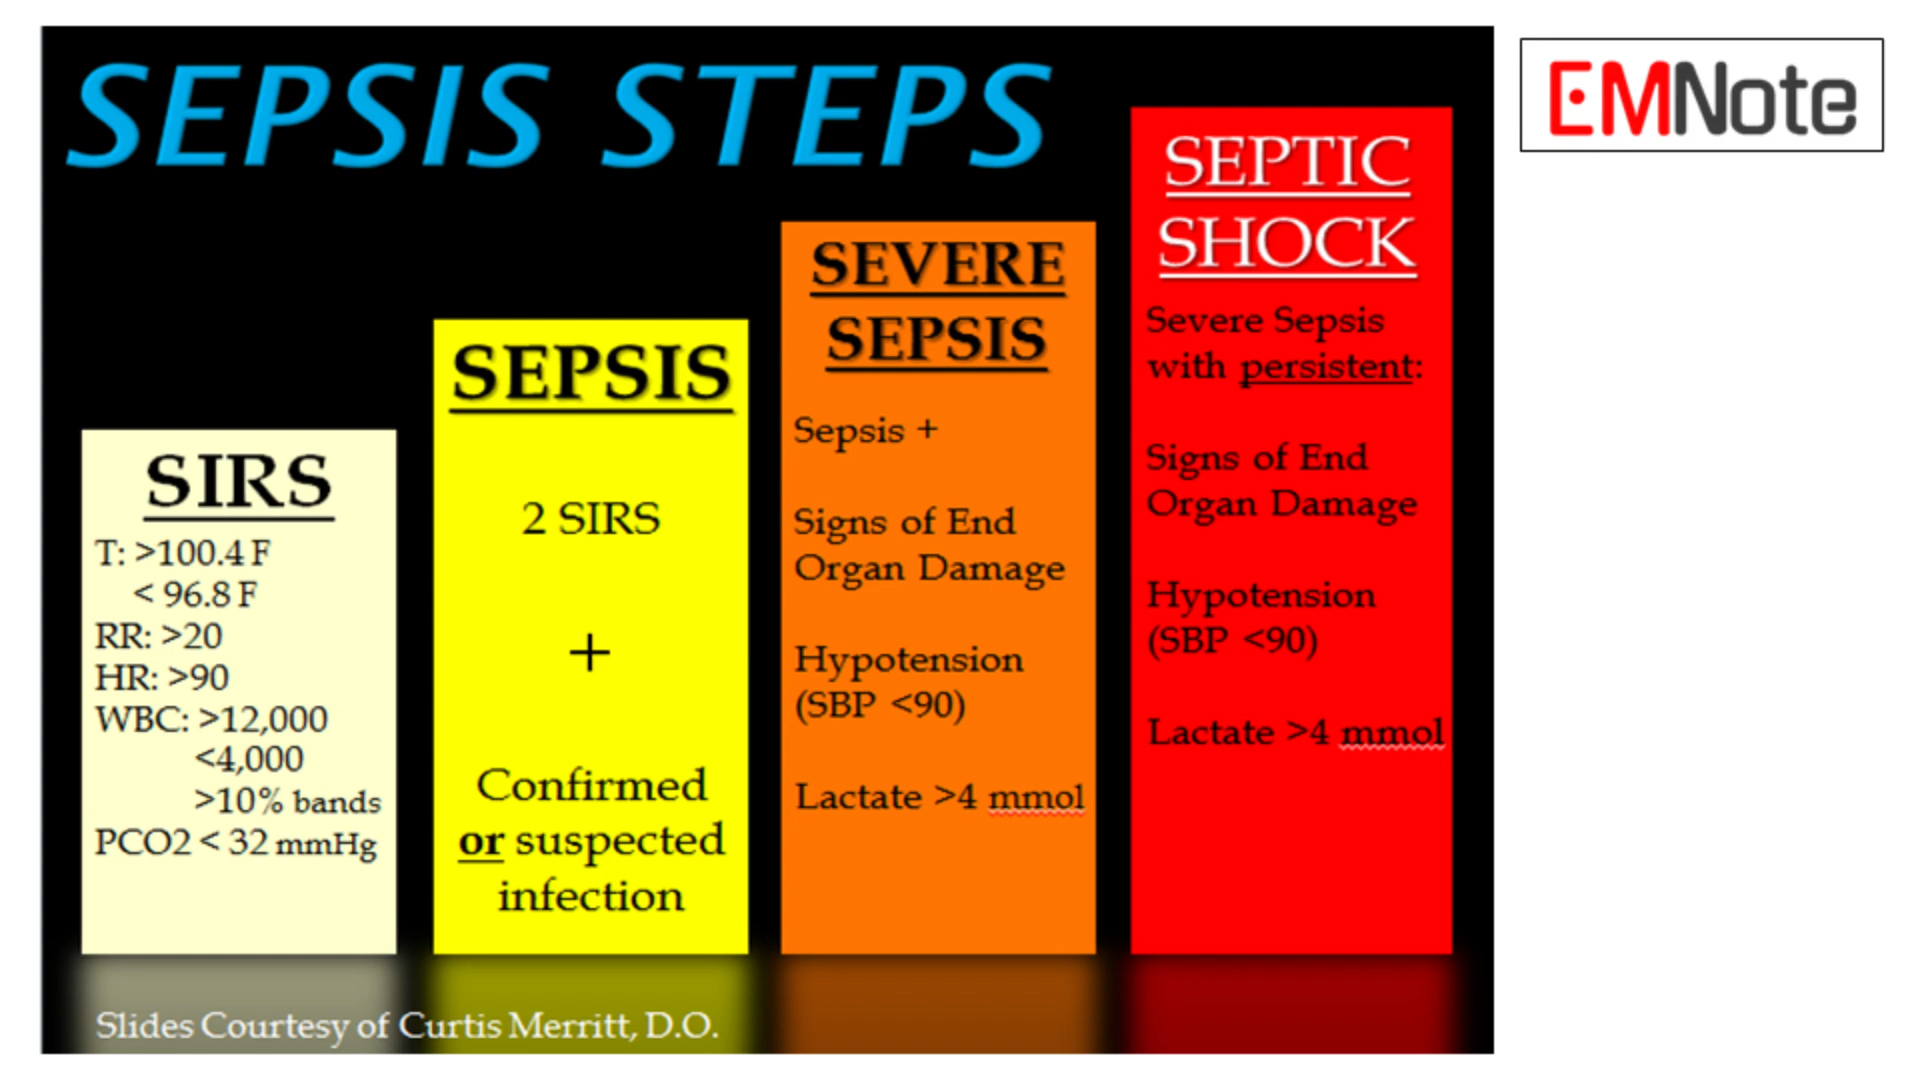 SEPSIS STEPS
EMNote
SIRS
T: >100.4 F
< 96.8 F
RR: >20
HR: >90
WBC: >12,000
<4,000
>10% bands
PCO2 < 32 mmHg
SEPSIS
2 SIRS
+
Confirmed
or suspected
infection
SEVERE
SEPSIS
Sepsis +
Signs of End
Organ Damage
Hypotension
(SBP <90)
Lactate >4 mmol
SEPTIC
SHOCK
Severe Sepsis
with persistent:
Signs of End
Organ Damage
Hypotension
(SBP <90)
Lactate >4 mmol
Slides Courtesy of Curtis Merritt, D.O.